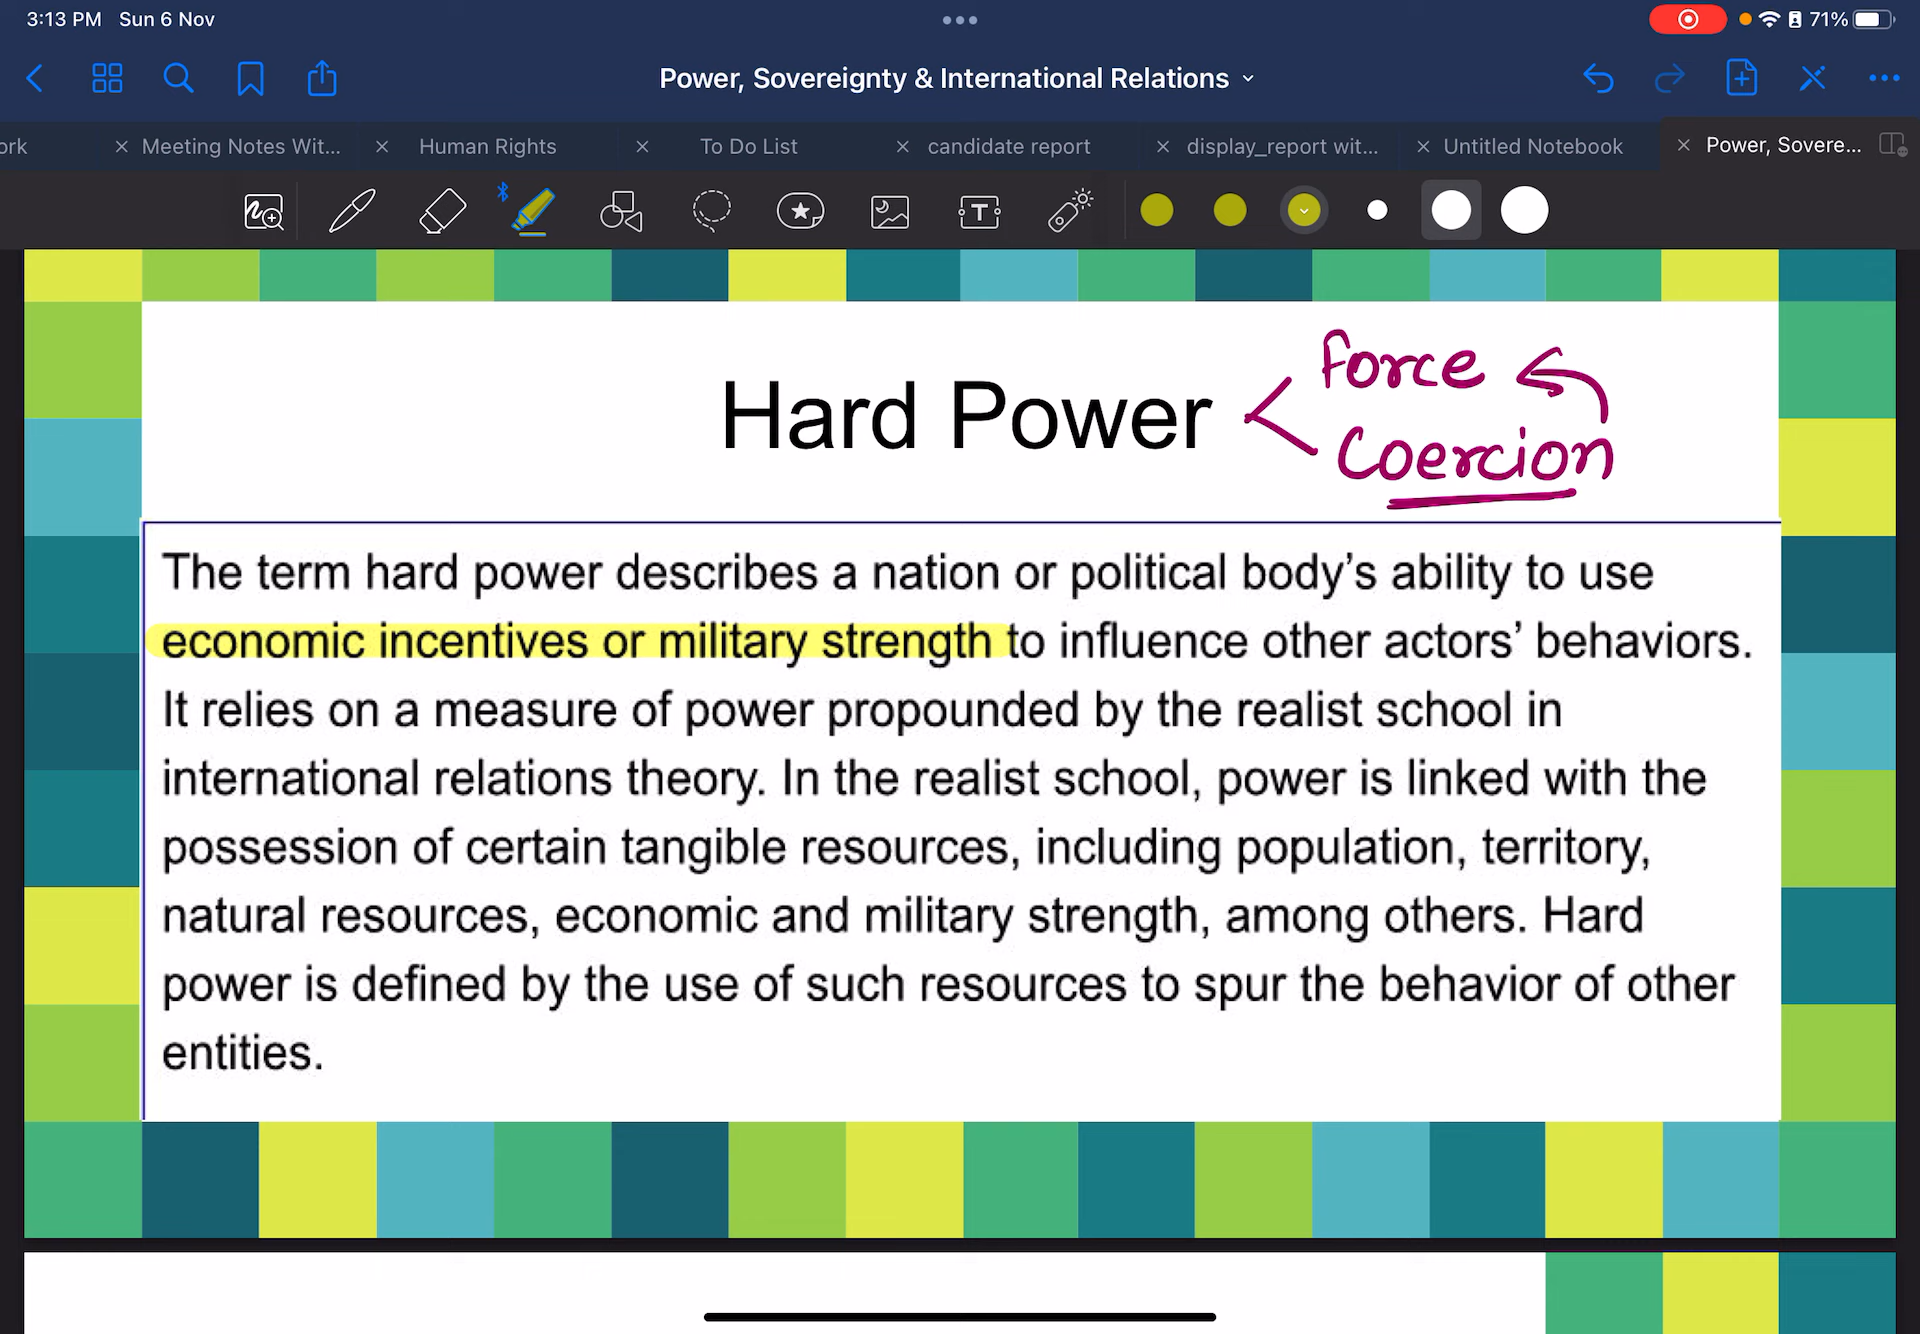 3:13 PM Sun 6 Nov
71%
Power, Sovereignty & International Relations
ork
Meeting Notes Wit...
Human Rights
To Do List
candidate report
display_report wit...
Untitled Notebook
Power, Sovere...
T
Hard Power
Force
Coercion
The term hard power describes a nation or political body’s ability to use
economic incentives or military strength to influence other actors’ behaviors.
It relies on a measure of power propounded by the realist school in
international relations theory. In the realist school, power is linked with the
possession of certain tangible resources, including population, territory,
natural resources, economic and military strength, among others. Hard
power is defined by the use of such resources to spur the behavior of other
entities.